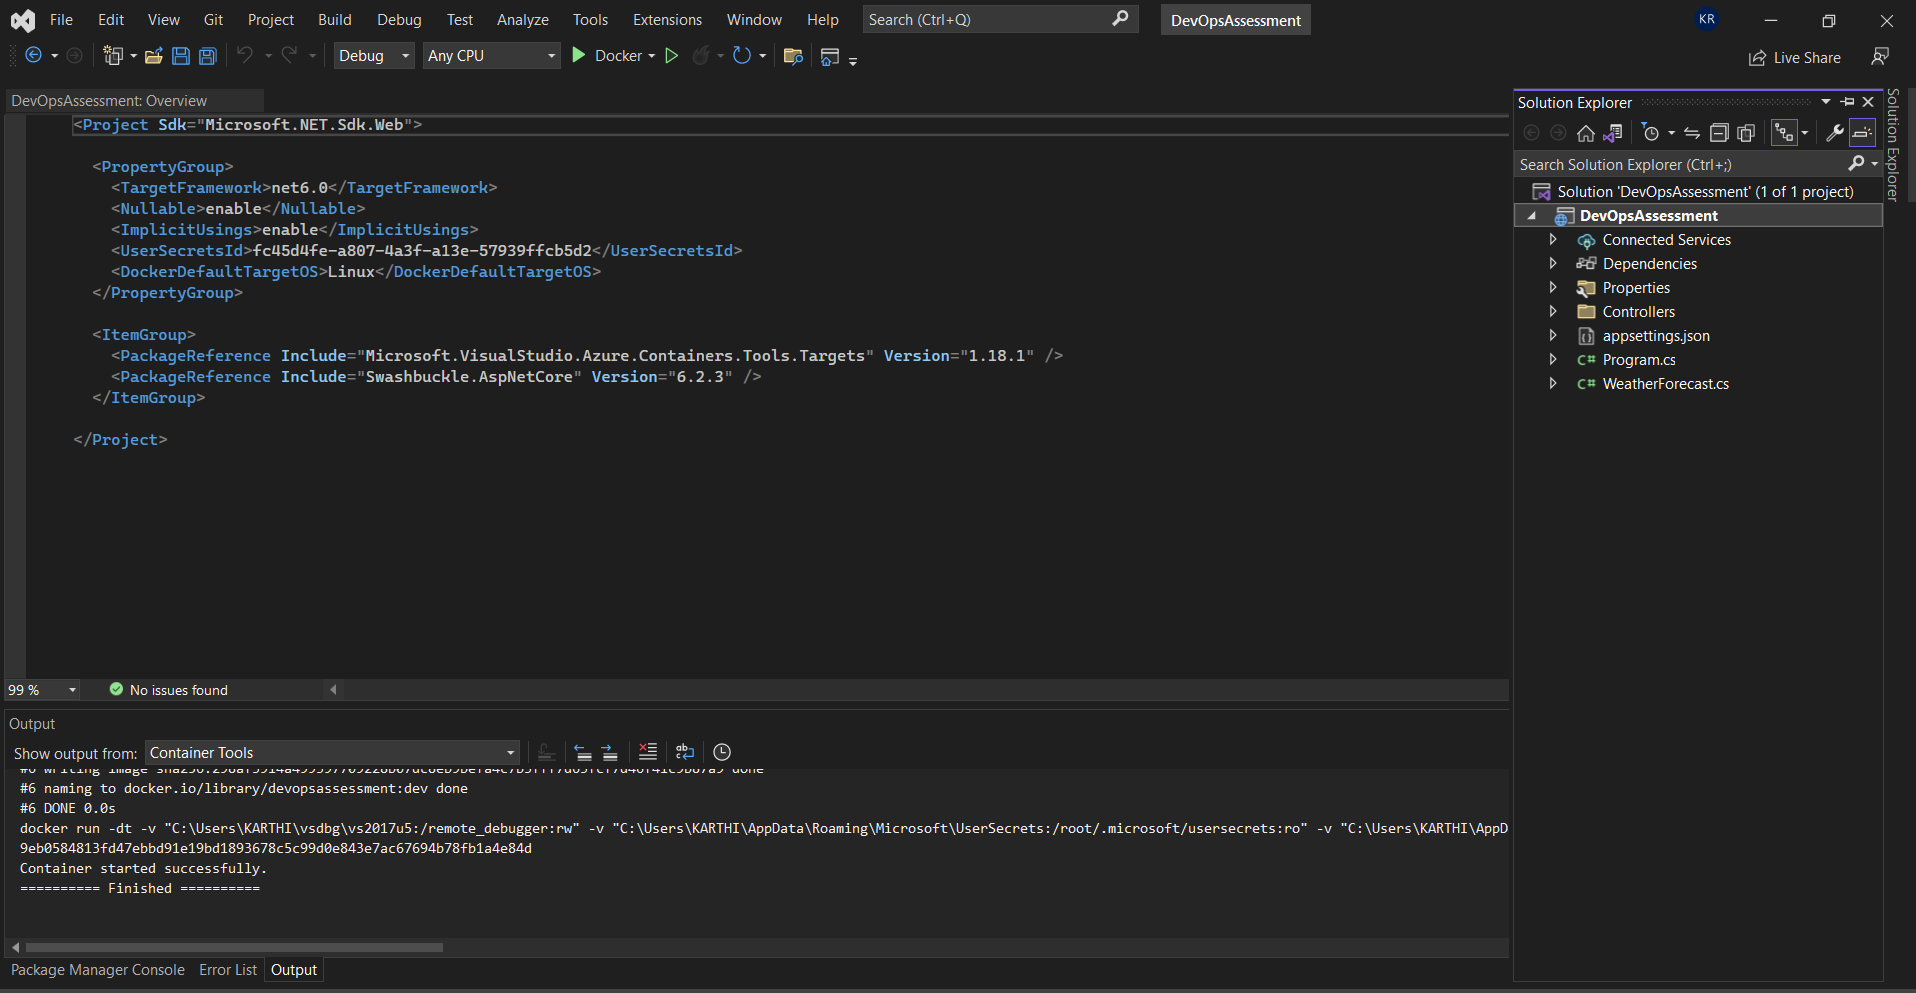 File Edit View Git Project Build Debug Test Analyze Tools Extensions Window Help Search (Ctrl+Q) DevOpsAssessment KR
Debug Any CPU Docker Live Share
DevOpsAssessment: Overview
<Project Sdk="Microsoft.NET.Sdk.Web">
<PropertyGroup>
<TargetFramework>net6.0</TargetFramework>
<Nullable>enable</Nullable>
<ImplicitUsings>enable</ImplicitUsings>
<UserSecretsId>fc45d4fe-a807-4a3f-a13e-57939ffcb5d2</UserSecretsId>
<DockerDefaultTargetOS>Linux</DockerDefaultTargetOS>
</PropertyGroup>
<ItemGroup>
<PackageReference Include="Microsoft.VisualStudio.Azure.Containers.Tools.Targets" Version="1.18.1" />
<PackageReference Include="Swashbuckle.AspNetCore" Version="6.2.3" />
</ItemGroup>
</Project>
99 % No issues found
Output
Show output from: Container Tools
#6 naming to docker.io/library/devopsassessment:dev done
#6 DONE 0.0s
docker run -dt -v "C:\Users\KARTHI\vsdbg\vs2017u5:/remote_debugger:rw" -v "C:\Users\KARTHI\AppData\Roaming\Microsoft\UserSecrets:/root/.microsoft/usersecrets:ro" -v "C:\Users\KARTHI\AppD
9eb0584813fd47ebbd91e19bd1893678c5c99d0e843e7ac67694b78fb1a4e84d
Container started successfully.
========== Finished ==========
Package Manager Console Error List Output
Solution Explorer
Search Solution Explorer (Ctrl+;)
Solution 'DevOpsAssessment' (1 of 1 project)
DevOpsAssessment
Connected Services
Dependencies
Properties
Controllers
appsettings.json
C# Program.cs
C# WeatherForecast.cs
Solution Explorer